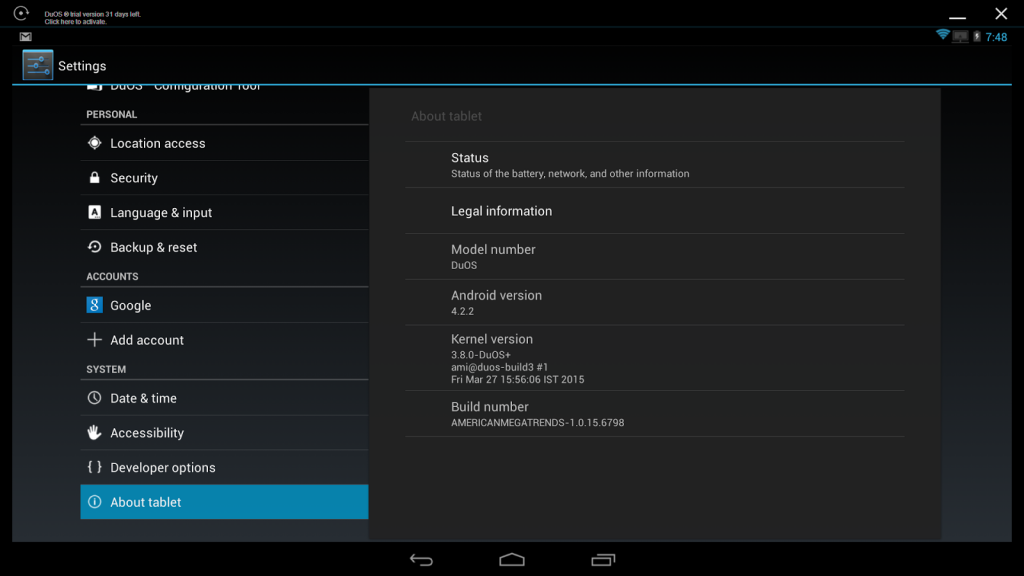 DuOS ® trial version 31 days left.
Click here to activate.
7:48
Settings
DuOS - Configuration Tool
PERSONAL
Location access
Security
Language & input
Backup & reset
ACCOUNTS
Google
Add account
SYSTEM
Date & time
Accessibility
Developer options
About tablet
About tablet
Status
Status of the battery, network, and other information
Legal information
Model number
DuOS
Android version
4.2.2
Kernel version
3.8.0-DuOS+
ami@duos-build3 #1
Fri Mar 27 15:56:06 IST 2015
Build number
AMERICANMEGATRENDS-1.0.15.6798